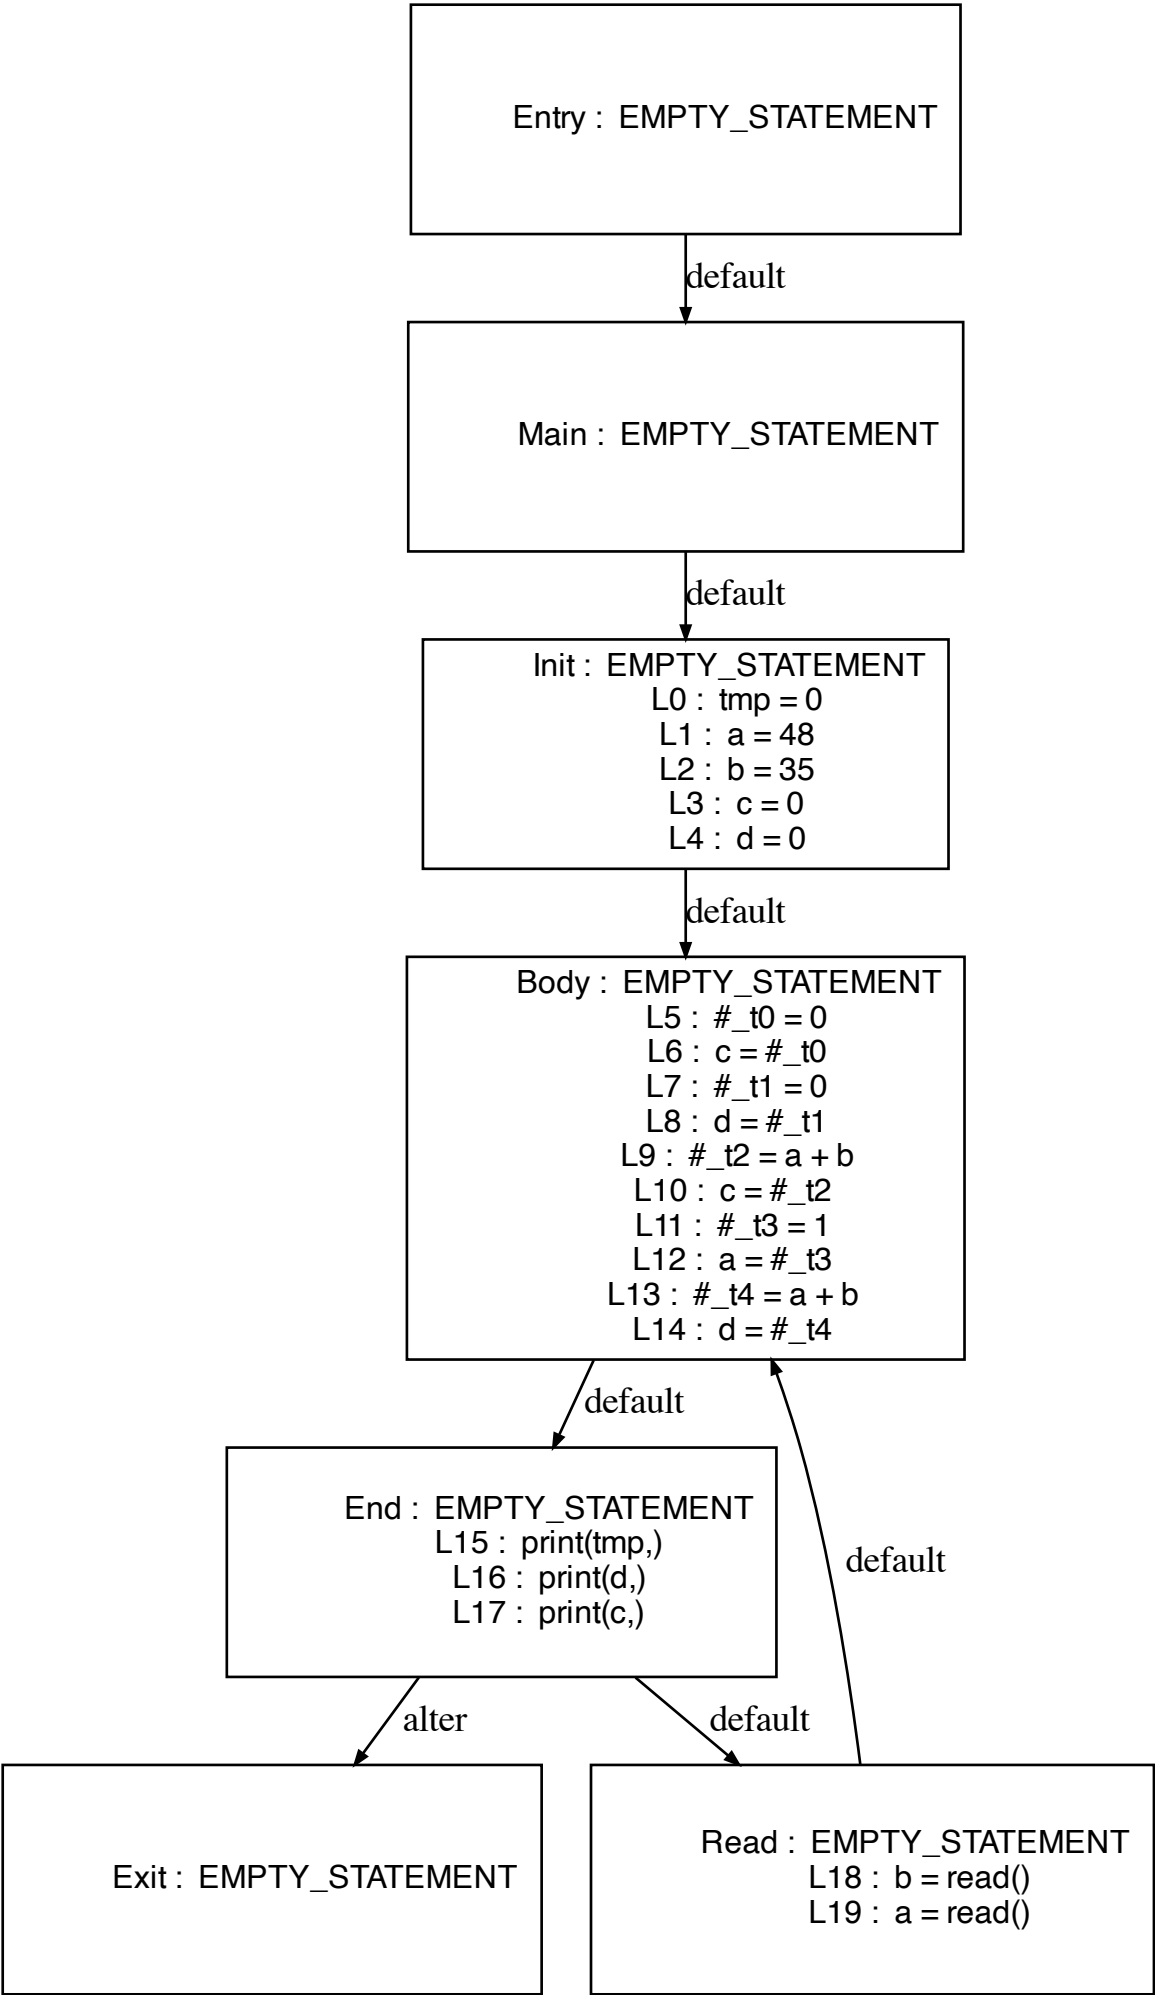 Entry : EMPTY_STATEMENT
default
Main : EMPTY_STATEMENT
default
Init : EMPTY_STATEMENT
L0 : tmp = 0
L1 : a = 48
L2 : b = 35
L3 : c = 0
L4 : d = 0
default
Body : EMPTY_STATEMENT
L5 : #_t0 = 0
L6 : c = #_t0
L7 : #_t1 = 0
L8 : d = #_t1
L9 : #_t2 = a + b
L10 : c = #_t2
L11 : #_t3 = 1
L12 : a = #_t3
L13 : #_t4 = a + b
L14 : d = #_t4
default
End : EMPTY_STATEMENT
L15 : print(tmp,)
L16 : print(d,)
L17 : print(c,)
default
alter
default
Exit : EMPTY_STATEMENT
Read : EMPTY_STATEMENT
L18 : b = read()
L19 : a = read()